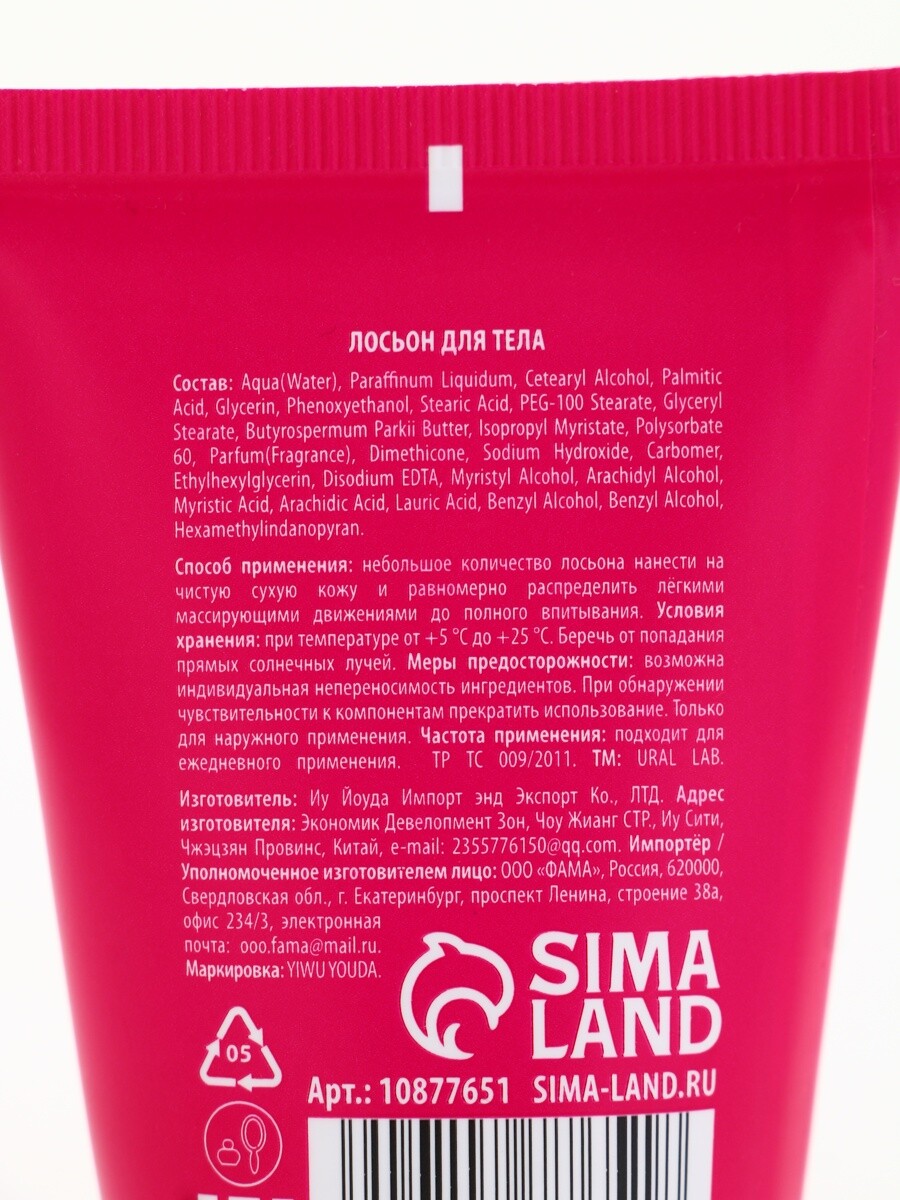 ЛОСЬОН ДЛЯ ТЕЛА
Состав: Aqua(Water), Paraffinum Liquidum, Cetearyl Alcohol, Palmitic
Acid, Glycerin, Phenoxyethanol, Stearic Acid, PEG-100 Stearate, Glyceryl
Stearate, Butyrospermum Parkii Butter, Isopropyl Myristate, Polysorbate
60, Parfum(Fragrance), Dimethicone, Sodium Hydroxide, Carbomer,
Ethylhexylglycerin, Disodium EDTA, Myristyl Alcohol, Arachidyl Alcohol,
Myristic Acid, Arachidic Acid, Lauric Acid, Benzyl Alcohol, Benzyl Alcohol,
Hexamethylindanopyran.
Способ применения: небольшое количество лосьона нанести на
чистую сухую кожу и равномерно распределить лёгкими
массирующими движениями до полного впитывания. Условия
хранения: при температуре от +5 °C до +25 °C. Беречь от попадания
прямых солнечных лучей. Меры предосторожности: возможна
индивидуальная непереносимость ингредиентов. При обнаружении
чувствительности к компонентам прекратить использование. Только
для наружного применения. Частота применения: подходит для
ежедневного применения. ТР ТС 009/2011. ТМ: URAL LAB.
Изготовитель: Иу Йоуда Импорт энд Экспорт Ко., ЛТД. Адрес
изготовителя: Экономик Девелопмент Зон, Чоу Жианг СТР., Иу Сити,
Чжэцзян Провинс, Китай, e-mail: 2355776150@qq.com. Импортёр /
Уполномоченное изготовителем лицо: ООО «ФАМА», Россия, 620000,
Свердловская обл., г. Екатеринбург, проспект Ленина, строение 38а,
офис 234/3, электронная
почта: ooo.fama@mail.ru.
Маркировка: YIWU YOUDA.
SIMA
LAND
05
Арт.: 10877651 SIMA-LAND.RU